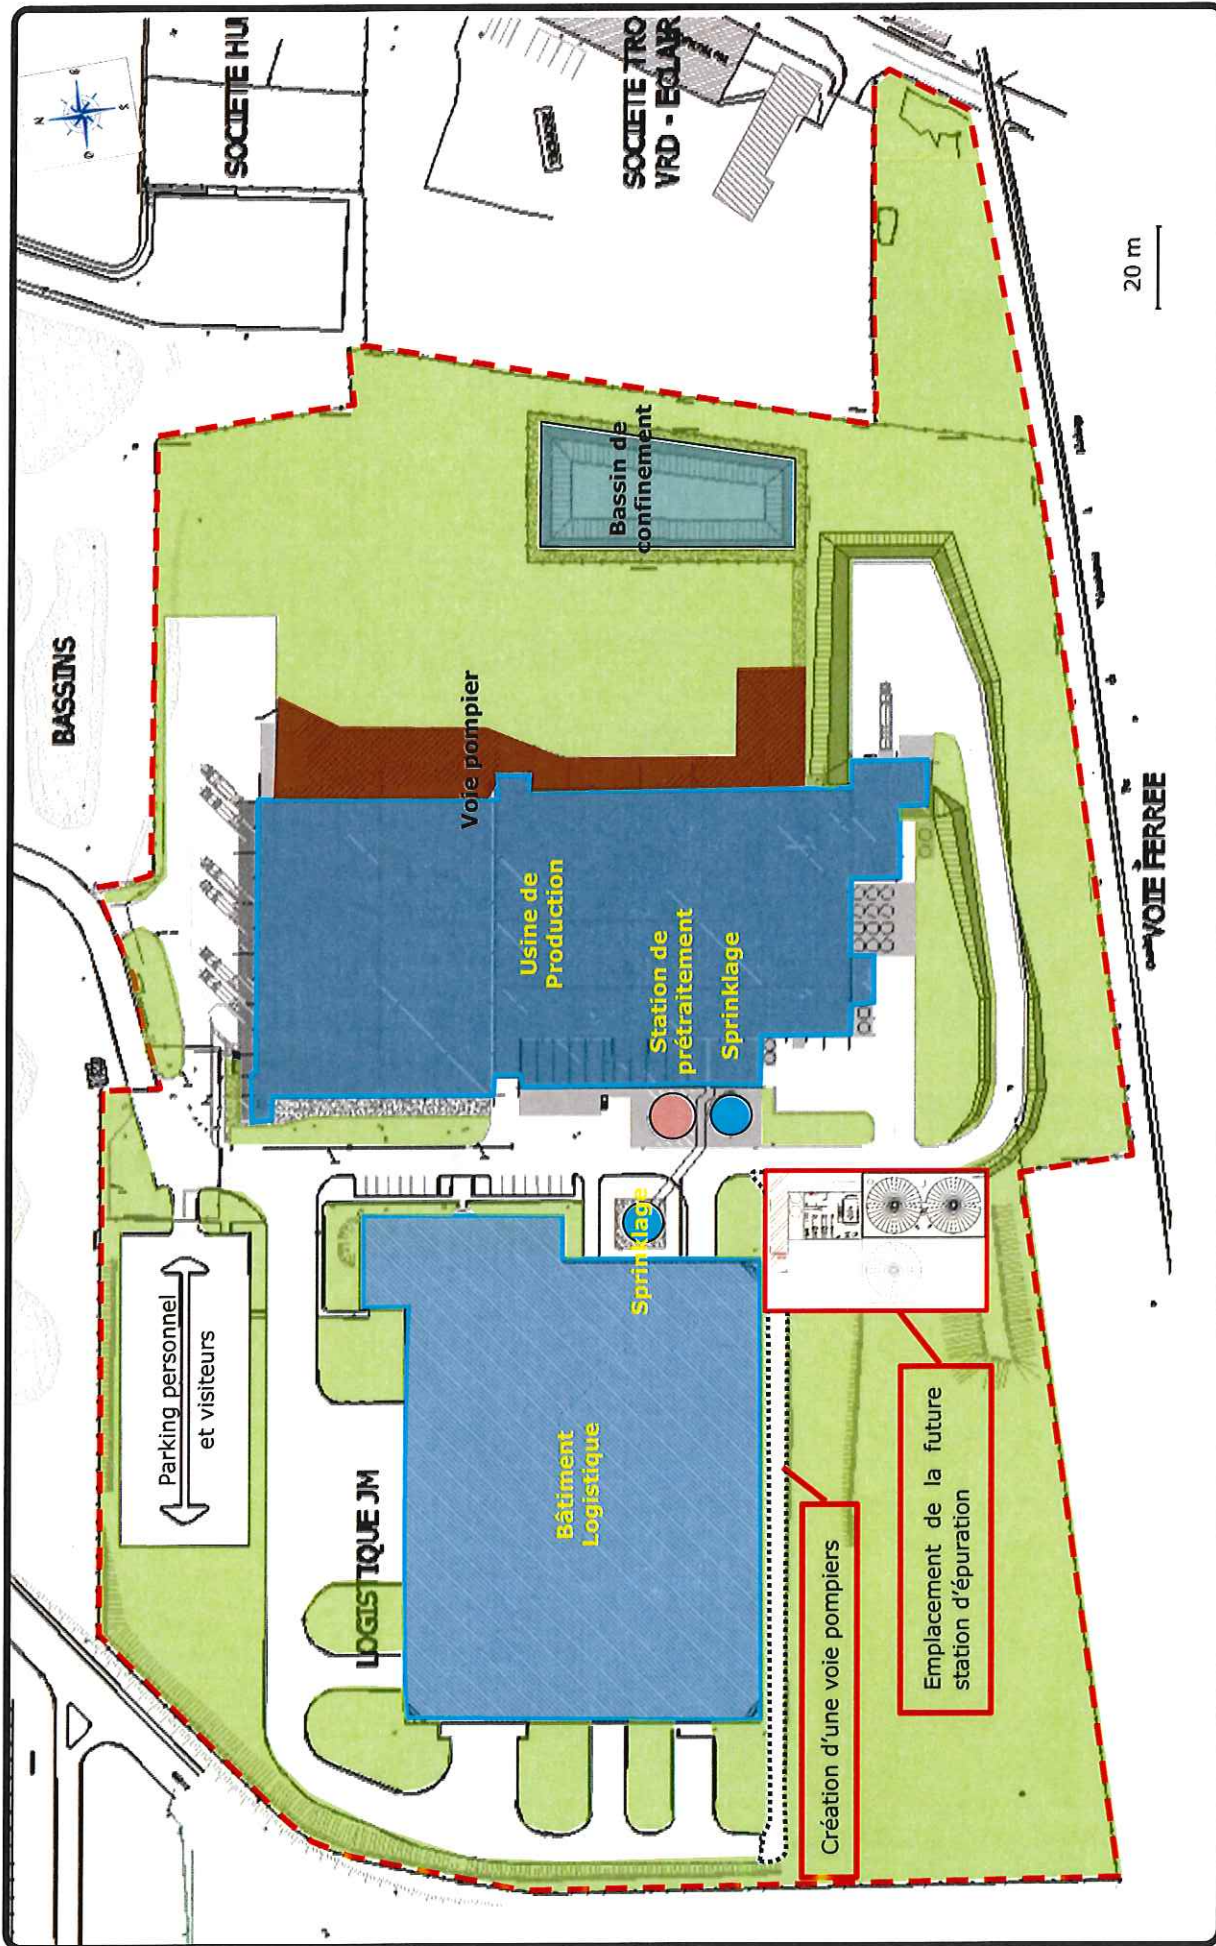 N
O
S
BASSINS
Parking personnel
et visiteurs
SOCIETE HU
LOGISTIQUE JM
Voie pompier
Usine de
Production
Bâtiment
Logistique
Bassin de
confinement
SOCIETE TRO
VRD - ECLAIR
Sprinklage
Station de
prétraitement
Sprinklage
Création d'une voie pompiers
Emplacement de la future
station d'épuration
20 m
VOIE FERREE